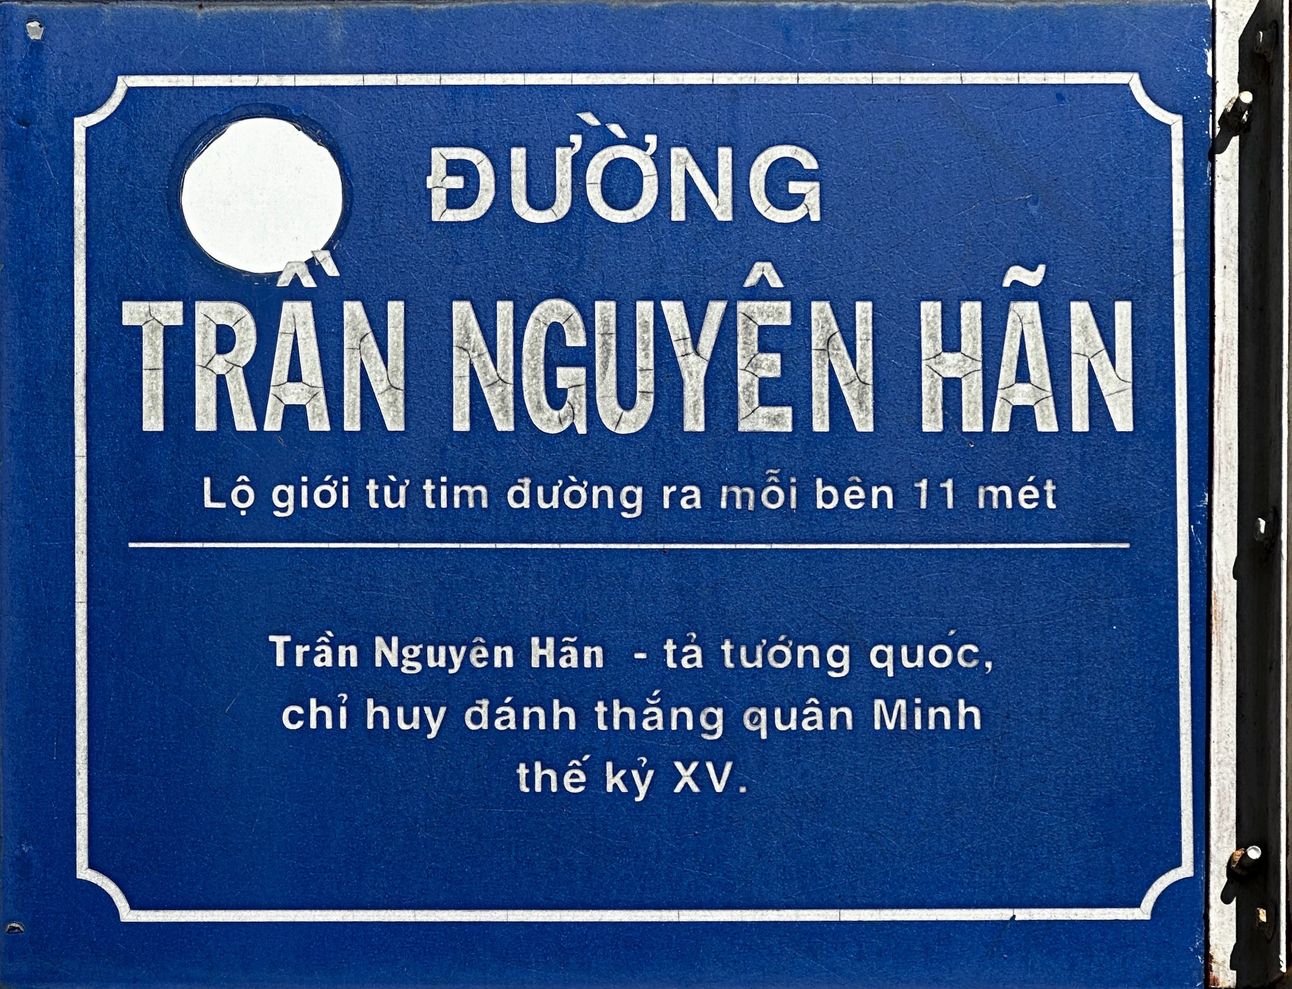 ĐƯỜNG
TRẦN NGUYÊN HÃN
Lộ giới từ tim đường ra mỗi bên 11 mét
Trần Nguyên Hãn - tả tướng quốc,
chỉ huy đánh thắng quân Minh
thế kỷ XV.